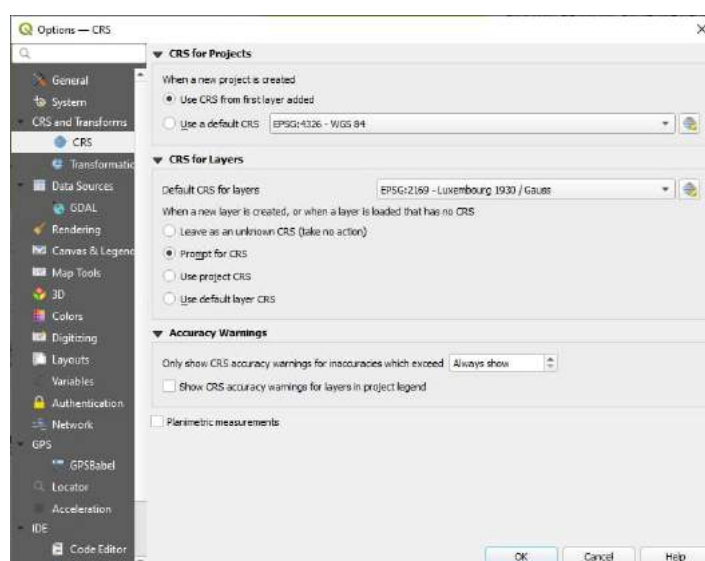 Options — CRS
General
System
CRS and Transforms
CRS
Transformatic
Data Sources
GDAL
Rendering
Canvas & Legend
Map Tools
3D
Colors
Digitizing
Layouts
Variables
Authentication
Network
GPS
GPSBabel
Locator
Acceleration
IDE
Code Editor
CRS for Projects
When a new project is created
Use CRS from first layer added
Use a default CRS EPSG:4326 - WGS 84
CRS for Layers
Default CRS for layers EPSG:2169 - Luxembourg 1930 / Gauss
When a new layer is created, or when a layer is loaded that has no CRS
Leave as an unknown CRS (take no action)
Prompt for CRS
Use project CRS
Use default layer CRS
Accuracy Warnings
Only show CRS accuracy warnings for inaccuracies which exceed Always show
Show CRS accuracy warnings for layers in project legend
Planimetric measurements
OK Cancel Help